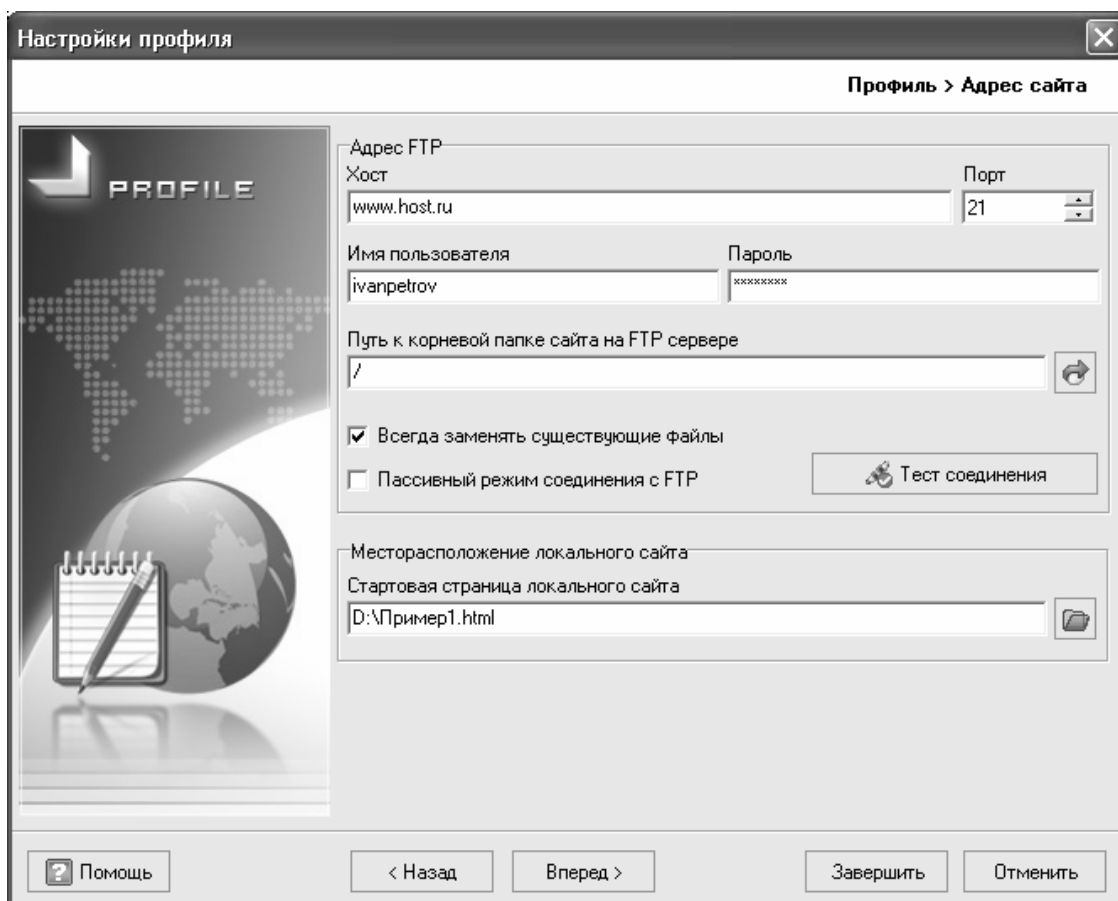 Настройки профиля
Профиль > Адрес сайта
PROFILE
Адрес FTP
Хост Порт
www.host.ru 21
Имя пользователя Пароль
ivanpetrov ********
Путь к корневой папке сайта на FTP сервере
/
Всегда заменять существующие файлы
Пассивный режим соединения с FTP
Тест соединения
Месторасположение локального сайта
Стартовая страница локального сайта
D:\Пример1.html
? Помощь < Назад Вперед > Завершить Отменить